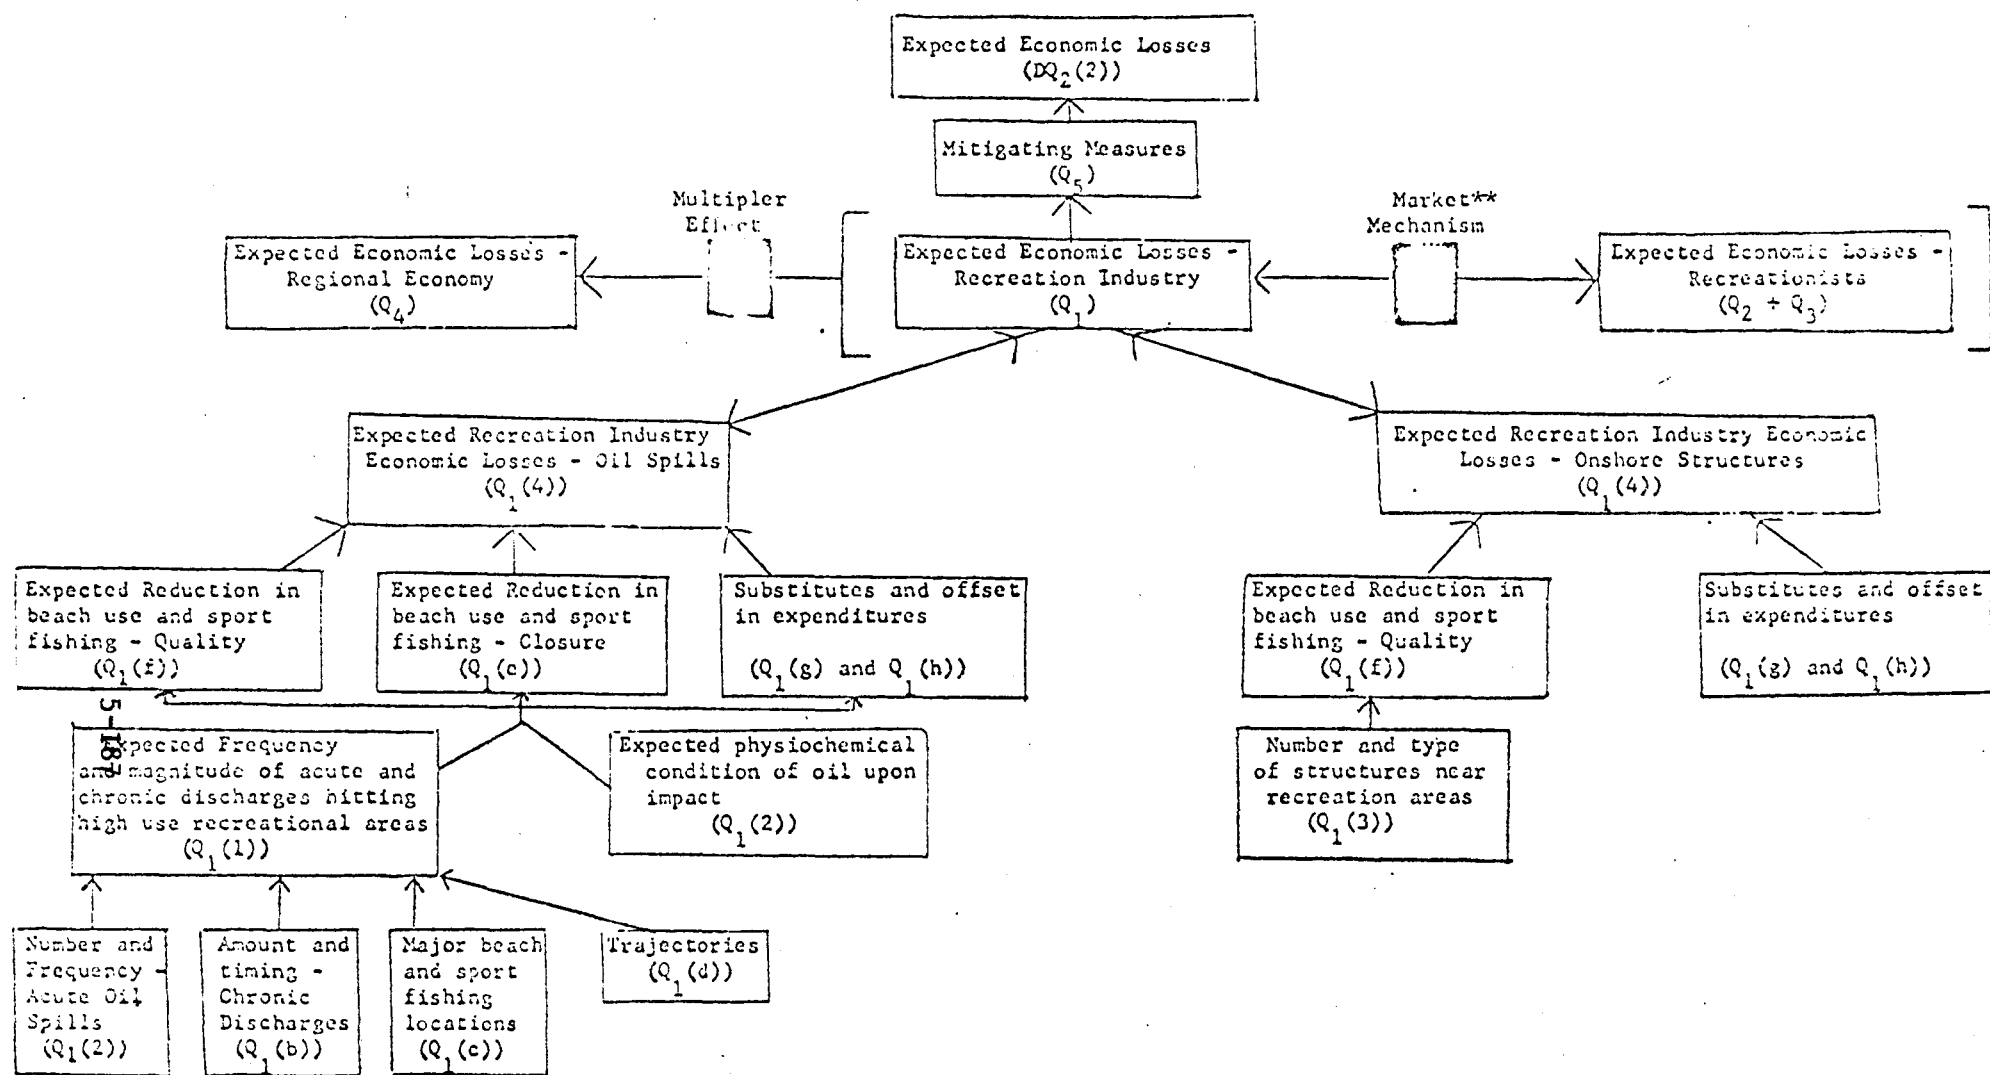 Expected Economic Losses
(DQ2(2))
Mitigating Measures
(Q5)
Multipler
Effect
Market**
Mechanism
Expected Economic Losses -
Regional Economy
(Q4)
Expected Economic Losses -
Recreation Industry
(Q1)
Expected Economic Losses -
Recreationists
(Q2 + Q3)
Expected Recreation Industry
Economic Losses - Oil Spills
(Q1(4))
Expected Recreation Industry Economic
Losses - Onshore Structures
(Q1(4))
Expected Reduction in
beach use and sport
fishing - Quality
(Q1(f))
Expected Reduction in
beach use and sport
fishing - Closure
(Q1(e))
Substitutes and offset
in expenditures
(Q1(g) and Q1(h))
Expected Reduction in
beach use and sport
fishing - Quality
(Q1(f))
Substitutes and offset
in expenditures
(Q1(g) and Q1(h))
5-187
Expected Frequency
and magnitude of acute and
chronic discharges hitting
high use recreational areas
(Q1(1))
Expected physiochemical
condition of oil upon
impact
(Q1(2))
Number and type
of structures near
recreation areas
(Q1(3))
Number and
Frequency -
Acute Oil
Spills
(Q1(2))
Amount and
timing -
Chronic
Discharges
(Q1(b))
Major beach
and sport
fishing
locations
(Q1(c))
Trajectories
(Q1(d))